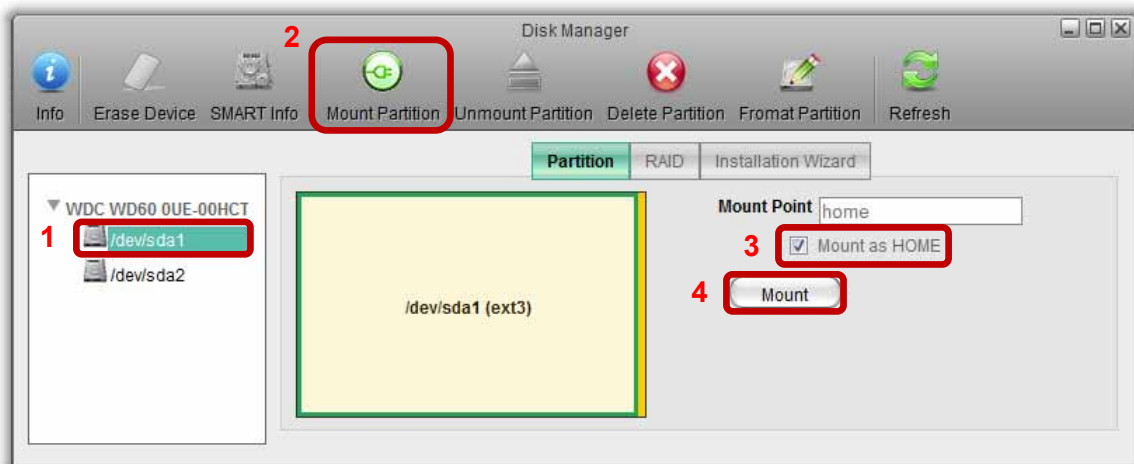 Disk Manager
2
Info Erase Device SMART Info Mount Partition Unmount Partition Delete Partition Fromat Partition Refresh
Partition RAID Installation Wizard
WDC WD60 0UE-00HCT
1 /dev/sda1
/dev/sda2
/dev/sda1 (ext3)
Mount Point home
3 Mount as HOME
4 Mount